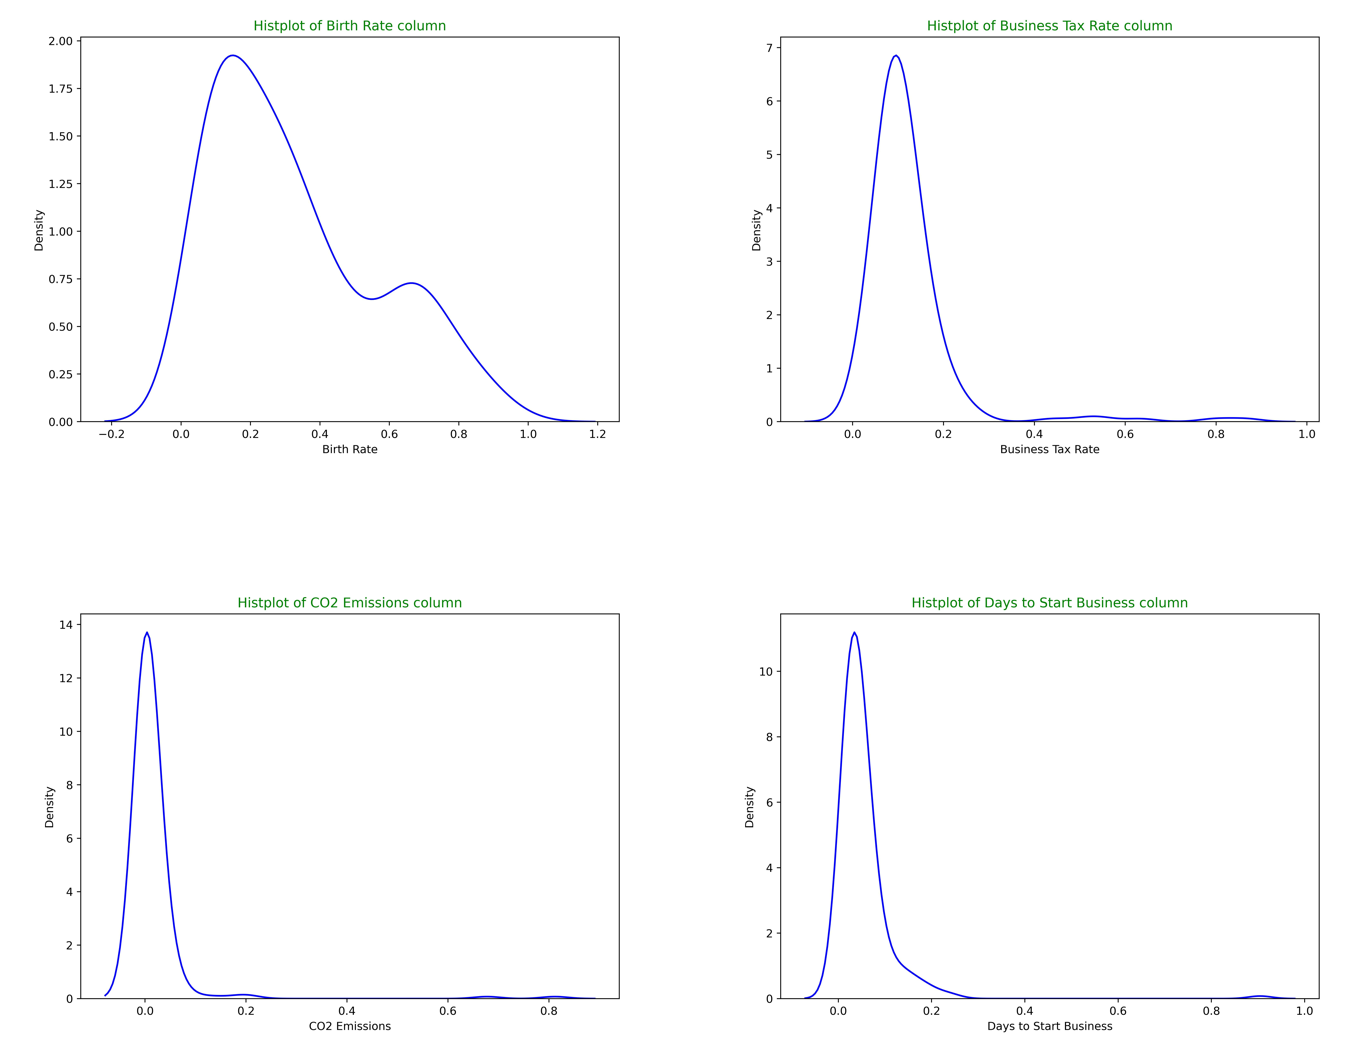 Histplot of Birth Rate column
2.00
1.75
1.50
1.25
1.00
0.75
0.50
0.25
0.00
Density
−0.2 0.0 0.2 0.4 0.6 0.8 1.0 1.2
Birth Rate
Histplot of Business Tax Rate column
7
6
5
4
3
2
1
0
Density
0.0 0.2 0.4 0.6 0.8 1.0
Business Tax Rate
Histplot of CO2 Emissions column
14
12
10
8
6
4
2
0
Density
0.0 0.2 0.4 0.6 0.8
CO2 Emissions
Histplot of Days to Start Business column
10
8
6
4
2
0
Density
0.0 0.2 0.4 0.6 0.8 1.0
Days to Start Business